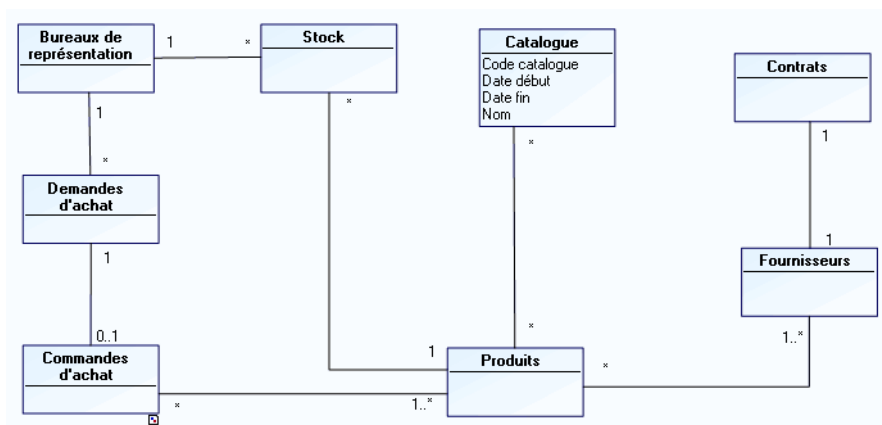 Bureaux de
représentation
1
*
Stock
*
Catalogue
Code catalogue
Date début
Date fin
Nom
*
Contrats
1
1
*
Demandes
d'achat
1
0..1
Commandes
d'achat
*
1..*
1
*
Produits
*
1..*
1
Fournisseurs